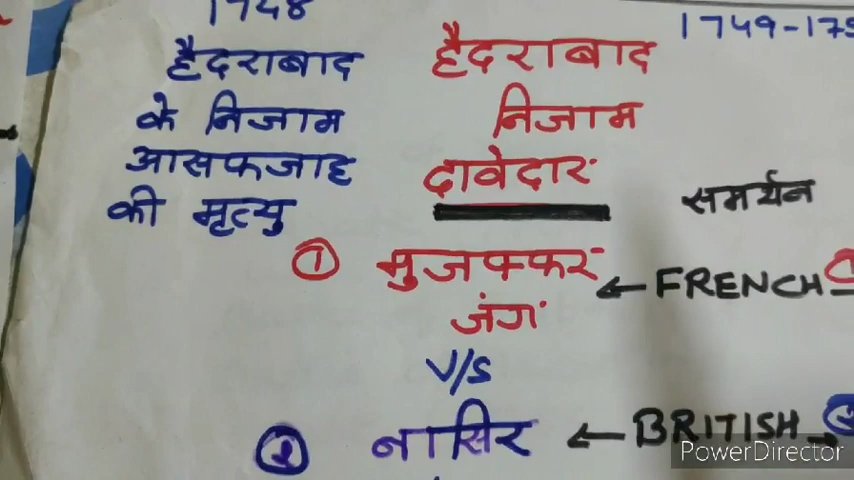 1748
हैदराबाद
के निजाम
आसफजाह
की मृत्यु
हैदराबाद
निजाम
दावेदार
① मुजफ्फर
जंग
V/S
② नासिर
1749-175
समर्थन
← FRENCH
← BRITISH →
PowerDirector